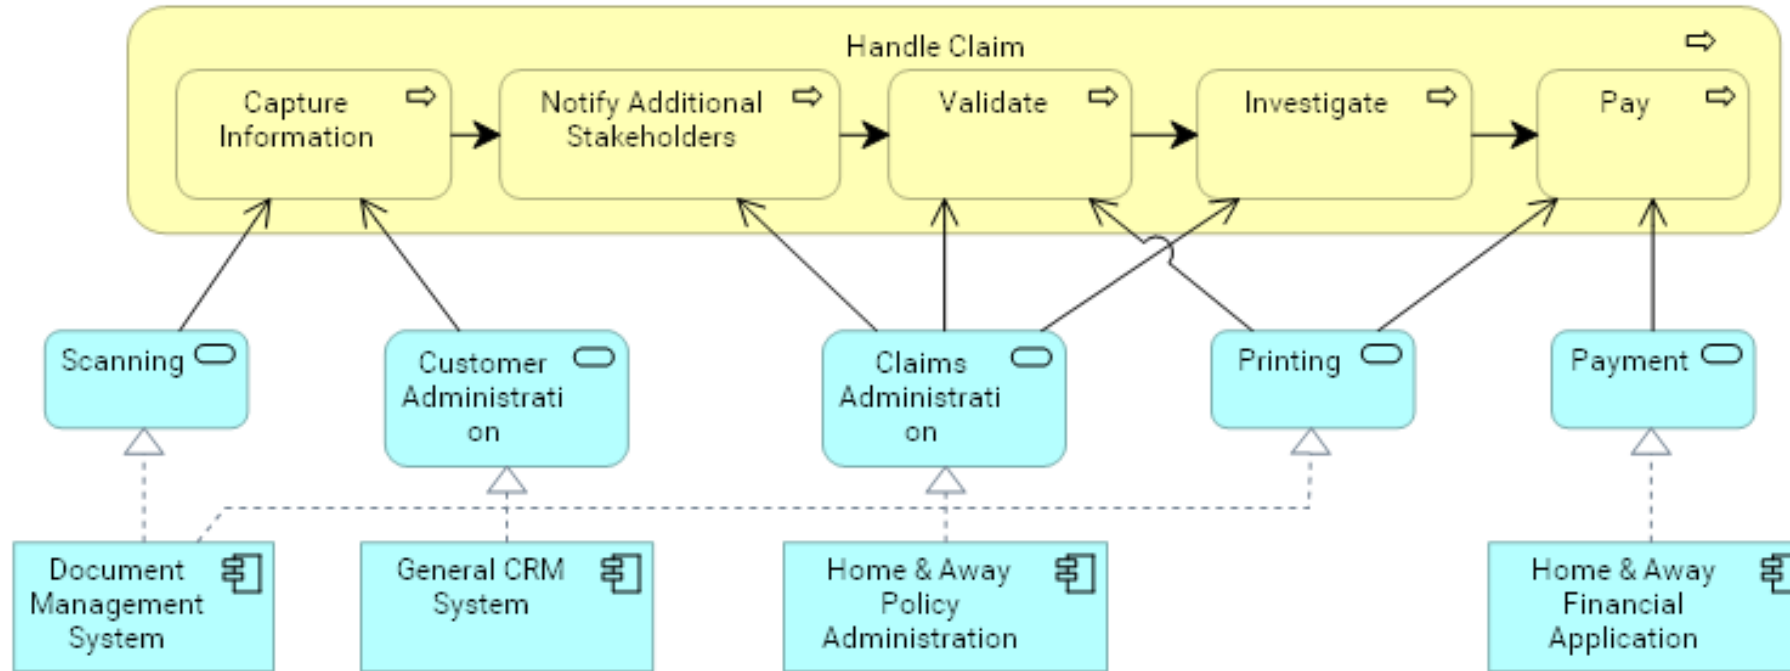 Handle Claim
Capture
Information
Notify Additional
Stakeholders
Validate
Investigate
Pay
Scanning
Customer
Administrati
on
Claims
Administrati
on
Printing
Payment
Document
Management
System
General CRM
System
Home & Away
Policy
Administration
Home & Away
Financial
Application